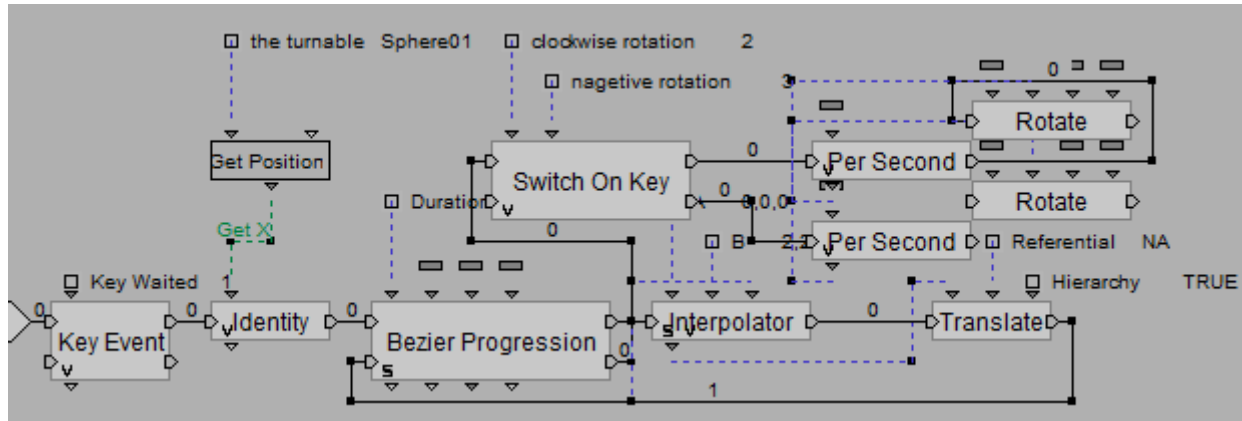 the turnable Sphere01
clockwise rotation 2
nagetive rotation 3
0
Rotate
Get Position
Switch On Key
0
Per Second
Duration
0
0,0,0
Rotate
Get X
0
B
Per Second
Referential NA
Key Waited 1
Hierarchy TRUE
0
Key Event
0
Identity
0
Bezier Progression
0
Interpolator
0
Translate
1